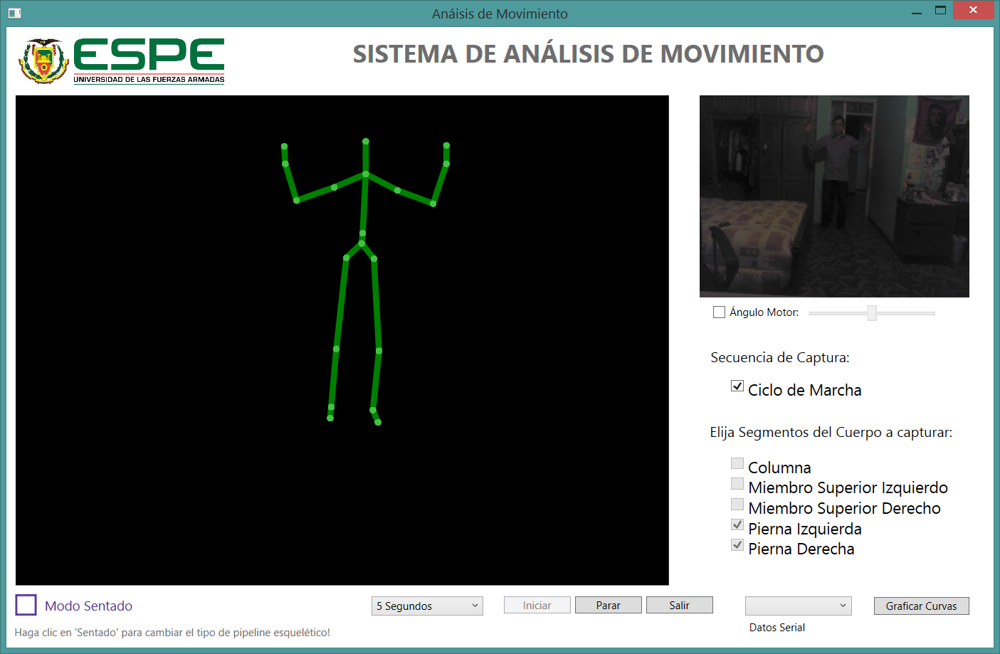 Anáisis de Movimiento
ESPE
UNIVERSIDAD DE LAS FUERZAS ARMADAS
SISTEMA DE ANÁLISIS DE MOVIMIENTO
Ángulo Motor:
Secuencia de Captura:
Ciclo de Marcha
Elija Segmentos del Cuerpo a capturar:
Columna
Miembro Superior Izquierdo
Miembro Superior Derecho
Pierna Izquierda
Pierna Derecha
Modo Sentado
5 Segundos
Iniciar
Parar
Salir
Graficar Curvas
Datos Serial
Haga clic en 'Sentado' para cambiar el tipo de pipeline esquelético!